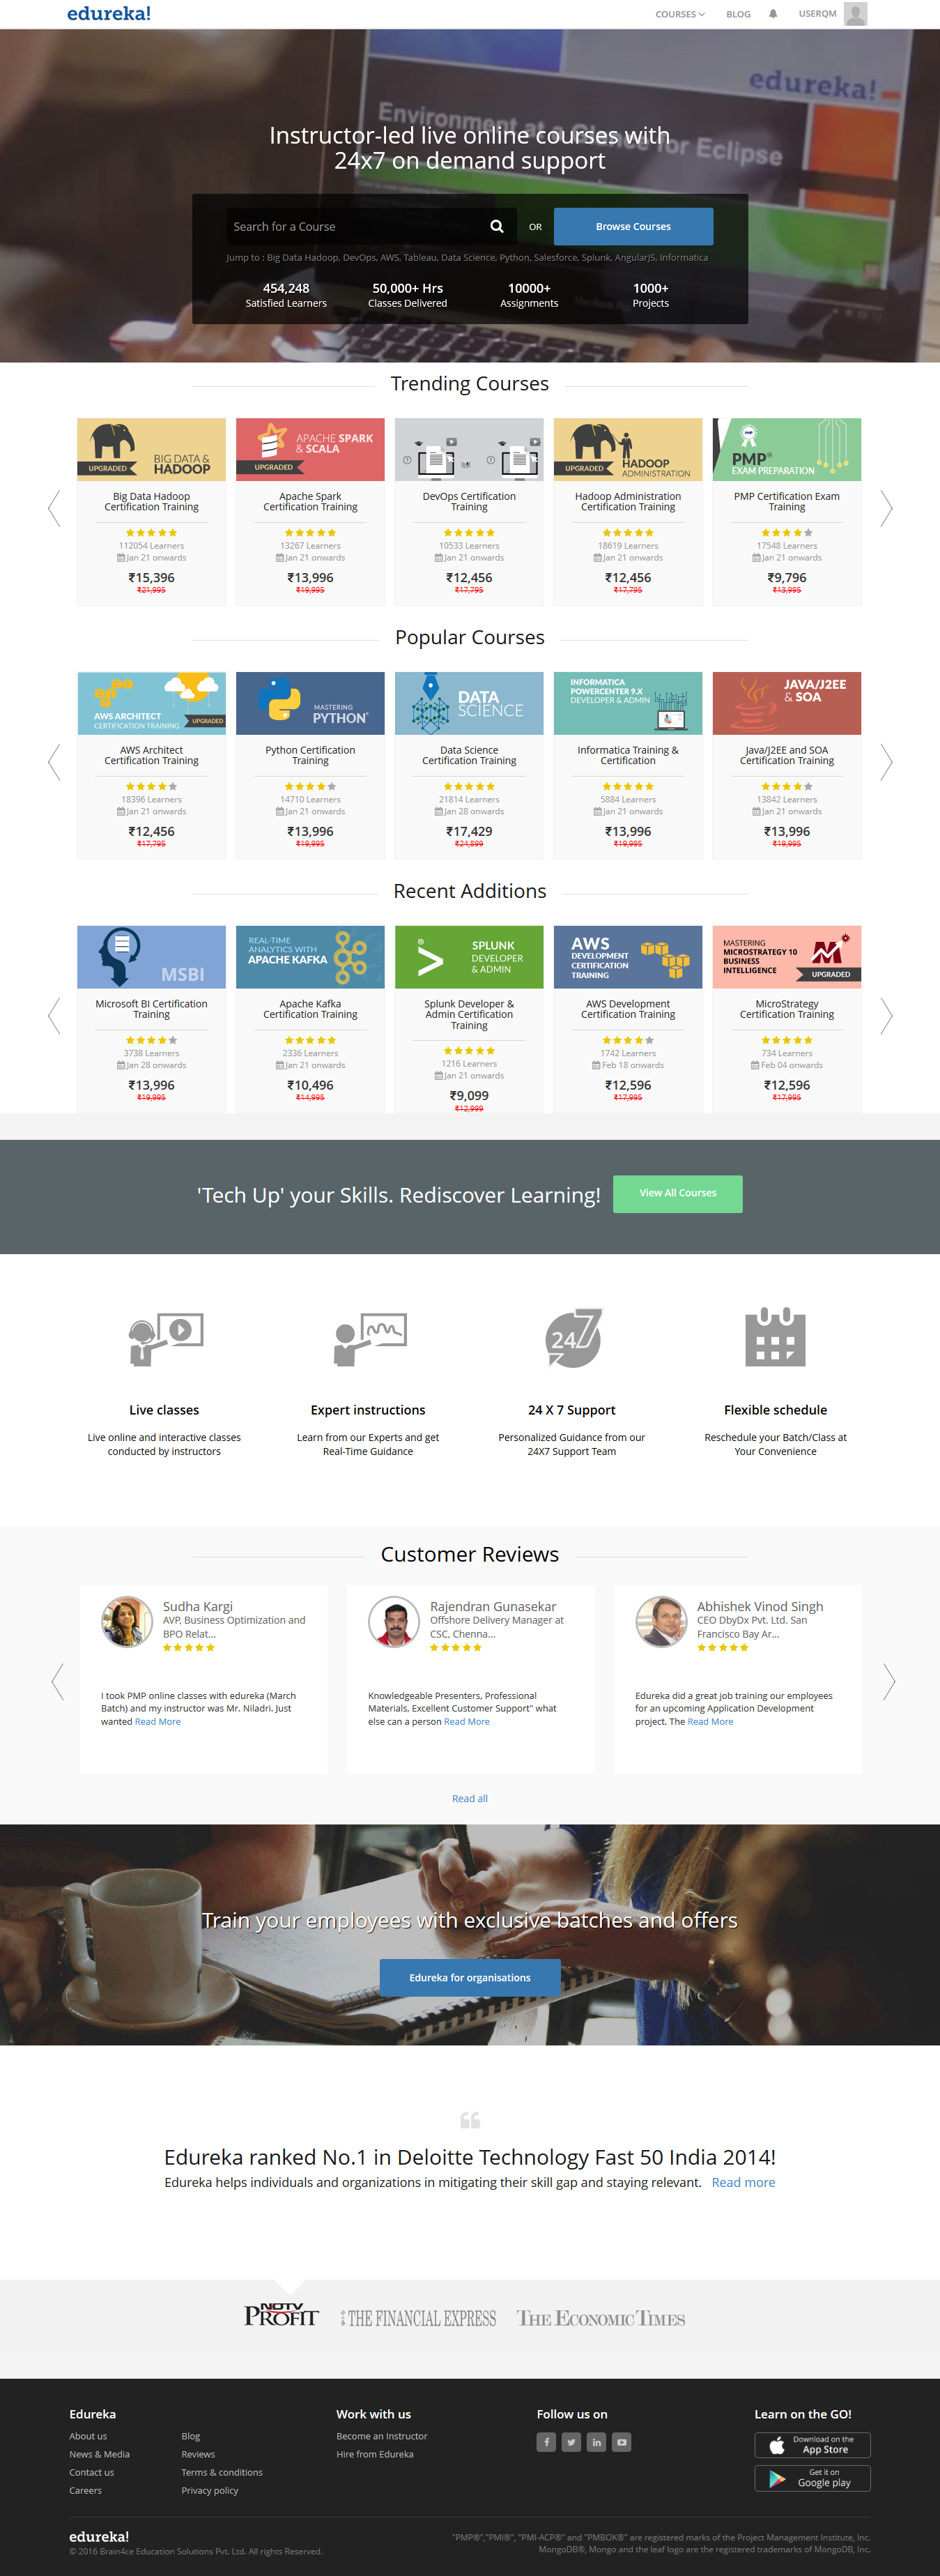 edureka!
COURSES
BLOG
USERQM
edureka!
Environment at a Glance for Eclipse
Instructor-led live online courses with
24x7 on demand support
Search for a Course
OR
Browse Courses
Jump to : Big Data Hadoop, DevOps, AWS, Tableau, Data Science, Python, Salesforce, Splunk, AngularJS, Informatica
454,248
Satisfied Learners
50,000+ Hrs
Classes Delivered
10000+
Assignments
1000+
Projects
Trending Courses
BIG DATA &
HADOOP
UPGRADED
Big Data Hadoop
Certification Training
112054 Learners
Jan 21 onwards
₹15,396
₹21,995
APACHE SPARK
& SCALA
UPGRADED
Apache Spark
Certification Training
13267 Learners
Jan 21 onwards
₹13,996
₹19,995
DevOps Certification
Training
10533 Learners
Jan 21 onwards
₹12,456
₹17,795
HADOOP
ADMINISTRATION
UPGRADED
Hadoop Administration
Certification Training
18619 Learners
Jan 21 onwards
₹12,456
₹17,795
PMP
PMP®
EXAM PREPARATION
PMP Certification Exam
Training
17548 Learners
Jan 21 onwards
₹9,796
₹13,995
Popular Courses
AWS ARCHITECT
CERTIFICATION TRAINING
UPGRADED
AWS Architect
Certification Training
18396 Learners
Jan 21 onwards
₹12,456
₹17,795
MASTERING
PYTHON®
Python Certification
Training
14710 Learners
Jan 21 onwards
₹13,996
₹19,995
DATA
SCIENCE
Data Science
Certification Training
21814 Learners
Jan 28 onwards
₹17,429
₹24,899
INFORMATICA
POWERCENTER 9.X
DEVELOPER & ADMIN
Informatica Training &
Certification
5884 Learners
Jan 21 onwards
₹13,996
₹19,995
JAVA/J2EE
& SOA
Java/J2EE and SOA
Certification Training
13842 Learners
Jan 21 onwards
₹13,996
₹19,995
Recent Additions
MSBI
Microsoft BI Certification
Training
3738 Learners
Jan 28 onwards
₹13,996
₹19,995
REAL-TIME
ANALYTICS WITH
APACHE KAFKA
Apache Kafka
Certification Training
2336 Learners
Jan 21 onwards
₹10,496
₹14,995
SPLUNK
DEVELOPER
& ADMIN
Splunk Developer &
Admin Certification
Training
1216 Learners
Jan 21 onwards
₹9,099
₹12,999
AWS
DEVELOPMENT
CERTIFICATION
TRAINING
AWS Development
Certification Training
1742 Learners
Feb 18 onwards
₹12,596
₹17,995
MASTERING
MICROSTRATEGY 10
BUSINESS
INTELLIGENCE
UPGRADED
MicroStrategy
Certification Training
734 Learners
Feb 04 onwards
₹12,596
₹17,995
'Tech Up' your Skills. Rediscover Learning!
View All Courses
24
7
Live classes
Live online and interactive classes
conducted by instructors
Expert instructions
Learn from our Experts and get
Real-Time Guidance
24 X 7 Support
Personalized Guidance from our
24X7 Support Team
Flexible schedule
Reschedule your Batch/Class at
Your Convenience
Customer Reviews
Sudha Kargi
AVP, Business Optimization and
BPO Relat...
I took PMP online classes with edureka (March
Batch) and my instructor was Mr. Niladri. Just
wanted Read More
Rajendran Gunasekar
Offshore Delivery Manager at
CSC, Chenna...
Knowledgeable Presenters, Professional
Materials, Excellent Customer Support" what
else can a person Read More
Abhishek Vinod Singh
CEO DbyDx Pvt. Ltd. San
Francisco Bay Ar...
Edureka did a great job training our employees
for an upcoming Application Development
project. The Read More
Read all
Train your employees with exclusive batches and offers
Edureka for organisations
Edureka ranked No.1 in Deloitte Technology Fast 50 India 2014!
Edureka helps individuals and organizations in mitigating their skill gap and staying relevant. Read more
NDTV
PROFIT
THE FINANCIAL EXPRESS
THE ECONOMIC TIMES
Edureka
About us
News & Media
Contact us
Careers
Blog
Reviews
Terms & conditions
Privacy policy
Work with us
Become an Instructor
Hire from Edureka
Follow us on
Learn on the GO!
Download on the
App Store
Get it on
Google play
edureka!
© 2016 Brain4ce Education Solutions Pvt. Ltd. All rights Reserved.
"PMP®","PMI®", "PMI-ACP®" and "PMBOK®" are registered marks of the Project Management Institute, Inc.
MongoDB®, Mongo and the leaf logo are the registered trademarks of MongoDB, Inc.